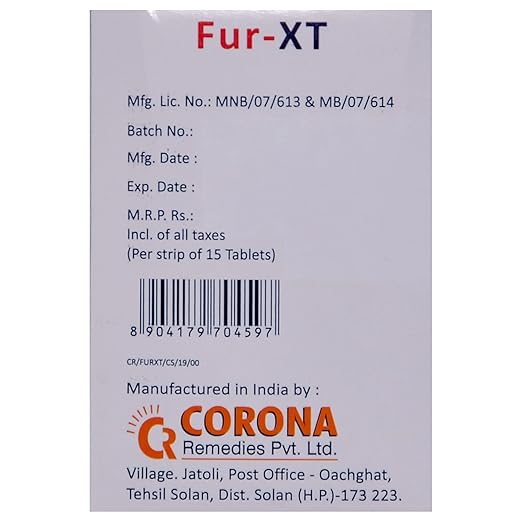 Fur-XT
Mfg. Lic. No.: MNB/07/613 & MB/07/614
Batch No.:
Mfg. Date :
Exp. Date :
M.R.P. Rs.:
Incl. of all taxes
(Per strip of 15 Tablets)
8 904179 704597
CR/FURXT/CS/19/00
Manufactured in India by :
CR CORONA
Remedies Pvt. Ltd.
Village. Jatoli, Post Office - Oachghat,
Tehsil Solan, Dist. Solan (H.P.)-173 223.